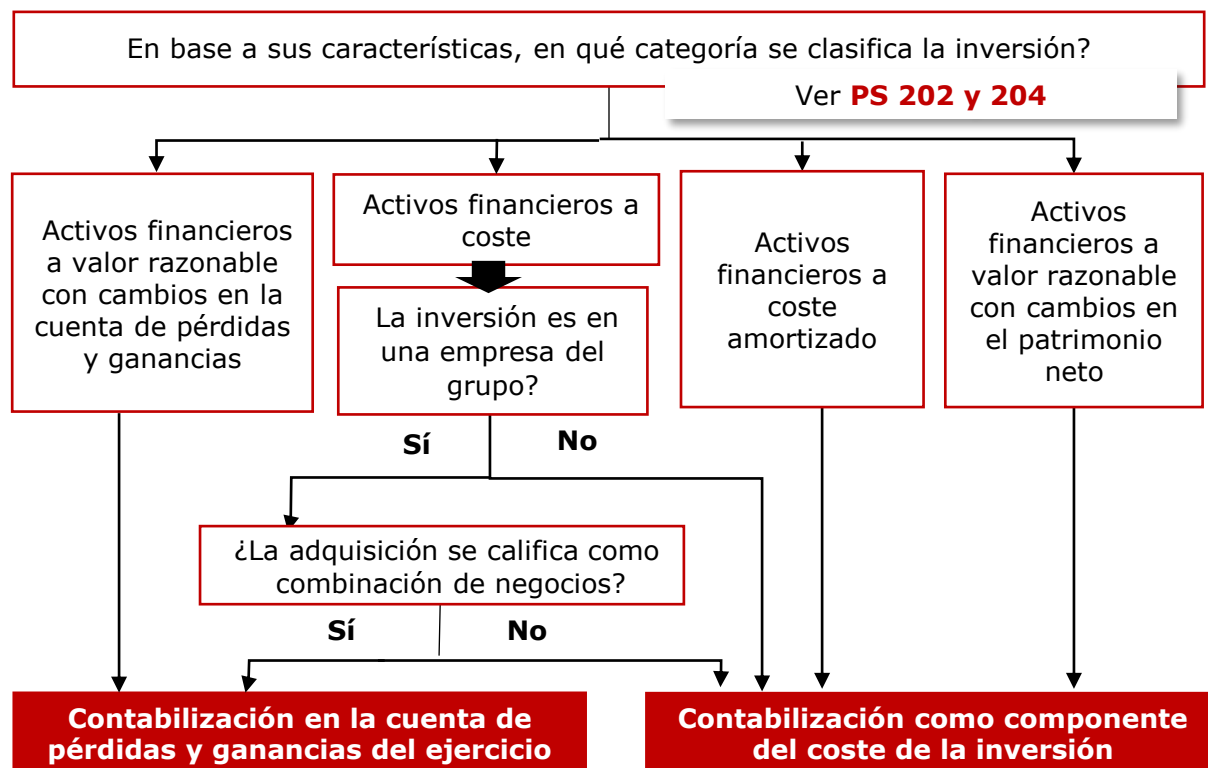 En base a sus características, en qué categoría se clasifica la inversión?
Ver PS 202 y 204
Activos financieros
a valor razonable
con cambios en la
cuenta de pérdidas
y ganancias
Activos financieros a
coste
La inversión es en
una empresa del
grupo?
Activos
financieros a
coste
amortizado
Activos
financieros a
valor razonable
con cambios en
el patrimonio
neto
Sí
No
¿La adquisición se califica como
combinación de negocios?
Sí
No
Contabilización en la cuenta de
pérdidas y ganancias del ejercicio
Contabilización como componente
del coste de la inversión